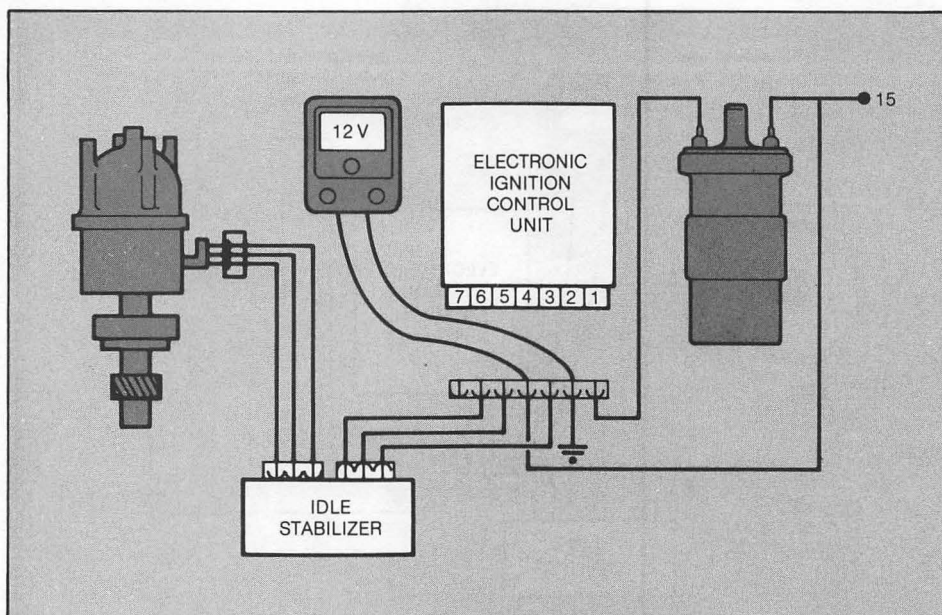 12 V
ELECTRONIC
IGNITION
CONTROL
UNIT
15
7 6 5 4 3 2 1
IDLE
STABILIZER